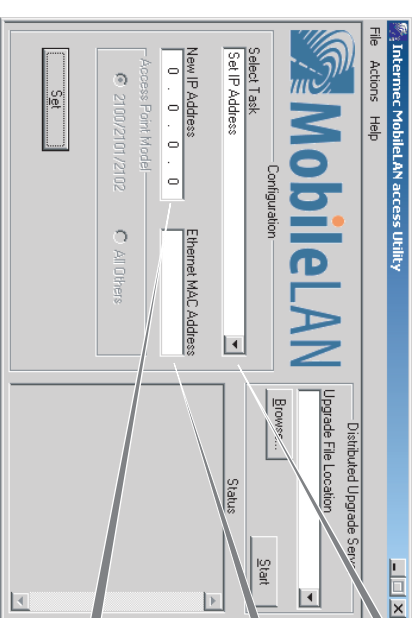 Intermec MobileLAN access Utility
File Actions Help
MobileLAN
Configuration
Select Task
Set IP Address
New IP Address
0 . 0 . 0 . 0
Ethernet MAC Address
Access Point Model
2100/2101/2102
All Others
Set
Distributed Upgrade Serv
Upgrade File Location
Browse...
Start
Status